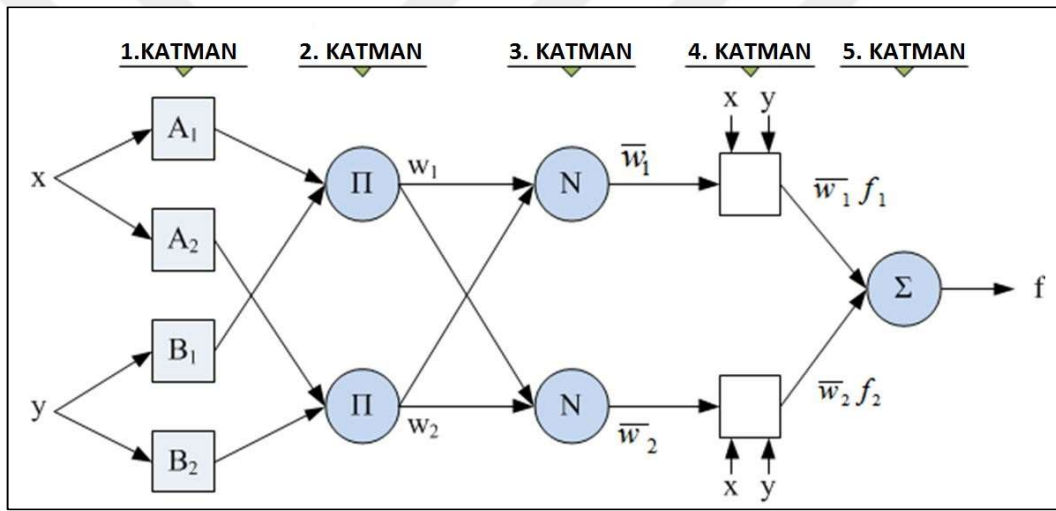 1.KATMAN 2. KATMAN 3. KATMAN 4. KATMAN 5. KATMAN
x y
A₁
w₁ w̅₁
Π N
x
w̅₁ f₁
A₂
Σ f
B₁
w̅₂ f₂
y
Π N
w₂ w̅₂
B₂
x y